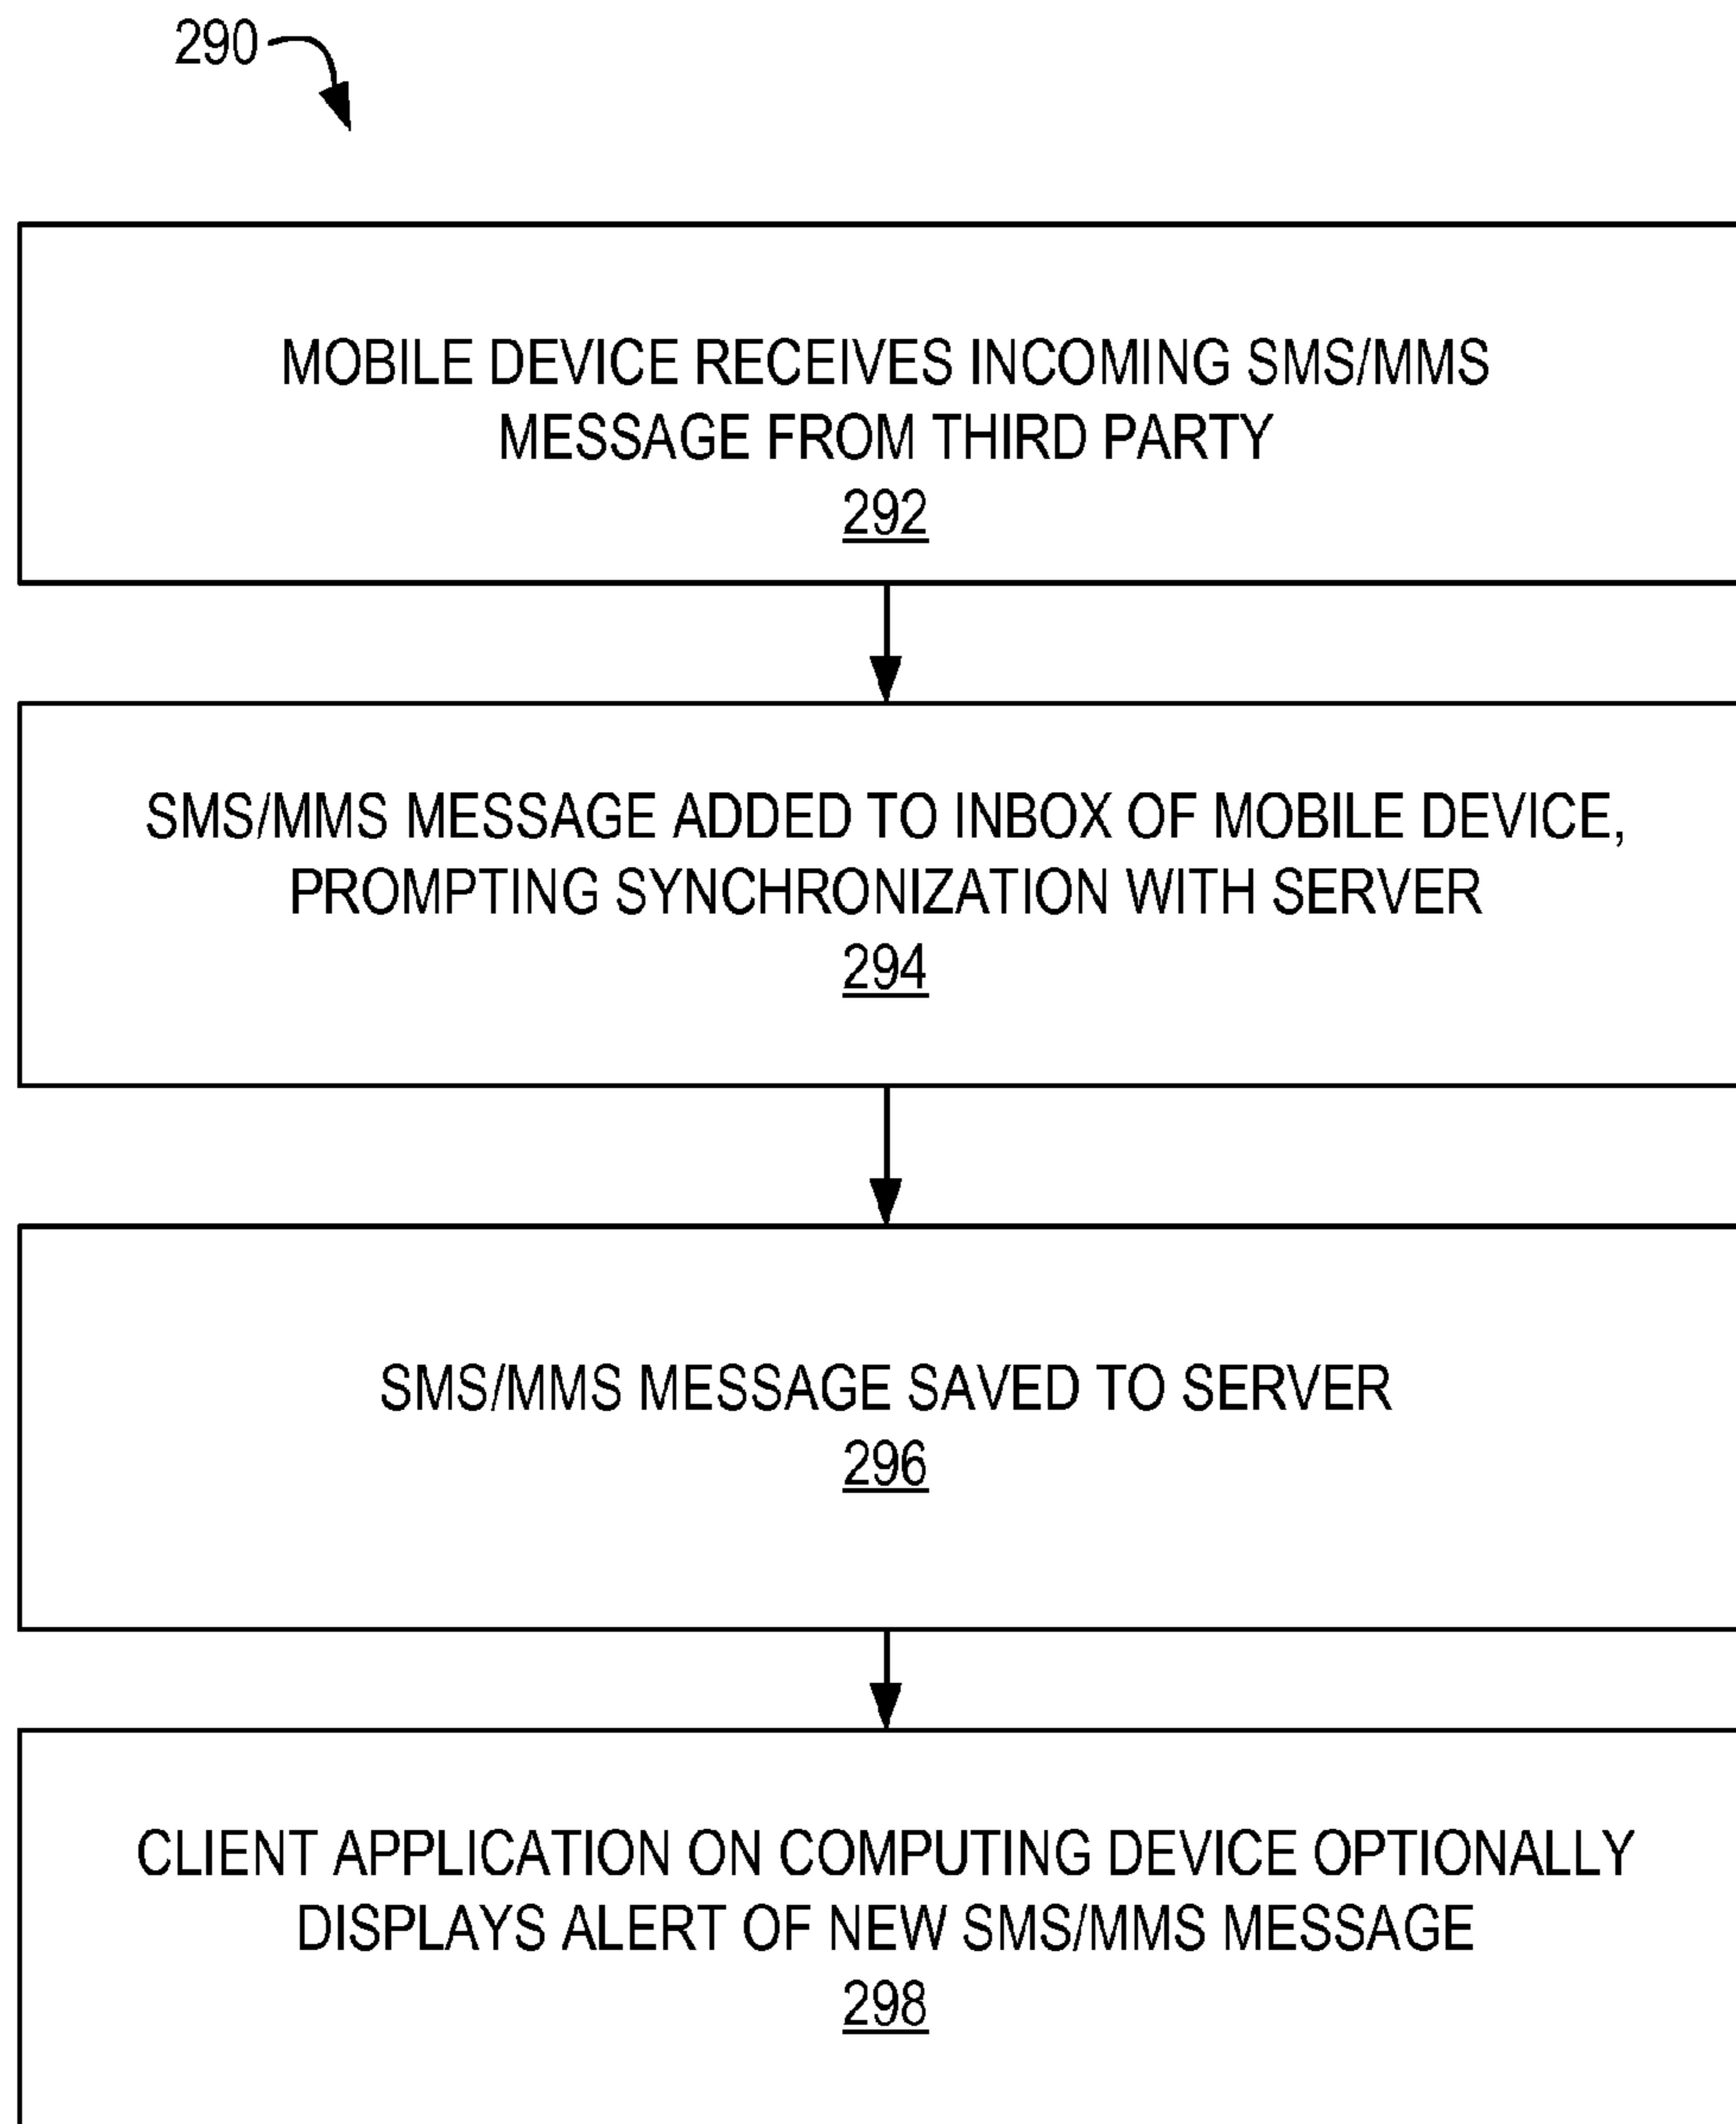 290
MOBILE DEVICE RECEIVES INCOMING SMS/MMS
MESSAGE FROM THIRD PARTY
292
SMS/MMS MESSAGE ADDED TO INBOX OF MOBILE DEVICE,
PROMPTING SYNCHRONIZATION WITH SERVER
294
SMS/MMS MESSAGE SAVED TO SERVER
296
CLIENT APPLICATION ON COMPUTING DEVICE OPTIONALLY
DISPLAYS ALERT OF NEW SMS/MMS MESSAGE
298